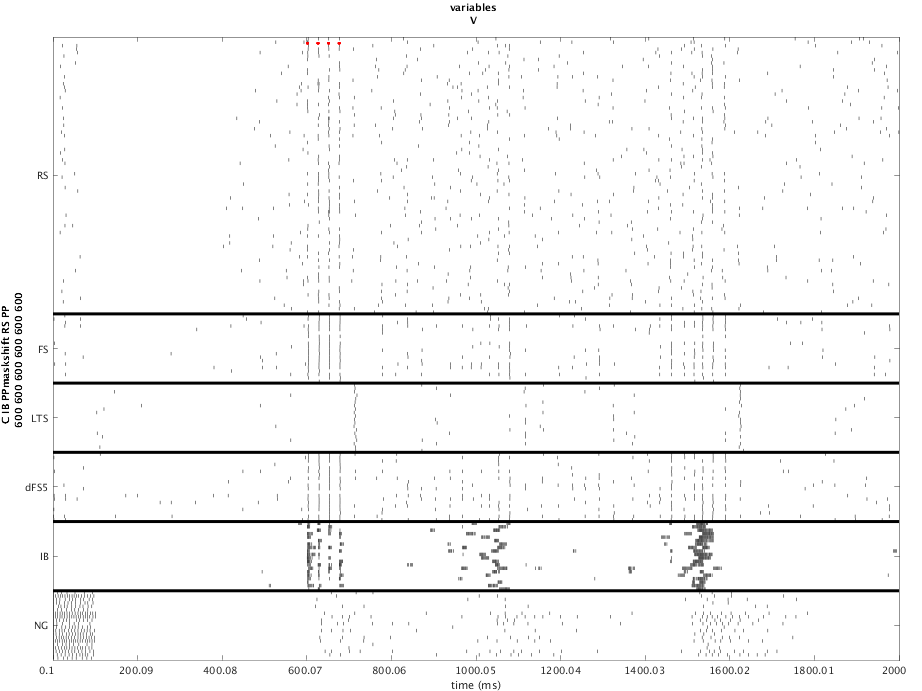 variables
V
C IB PPmaskshift RS PP
600 600 600 600 600 600 600
RS
FS
LTS
dFS5
IB
NG
0.1 200.09 400.08 600.07 800.06 1000.05 1200.04 1400.03 1600.02 1800.01 2000
time (ms)